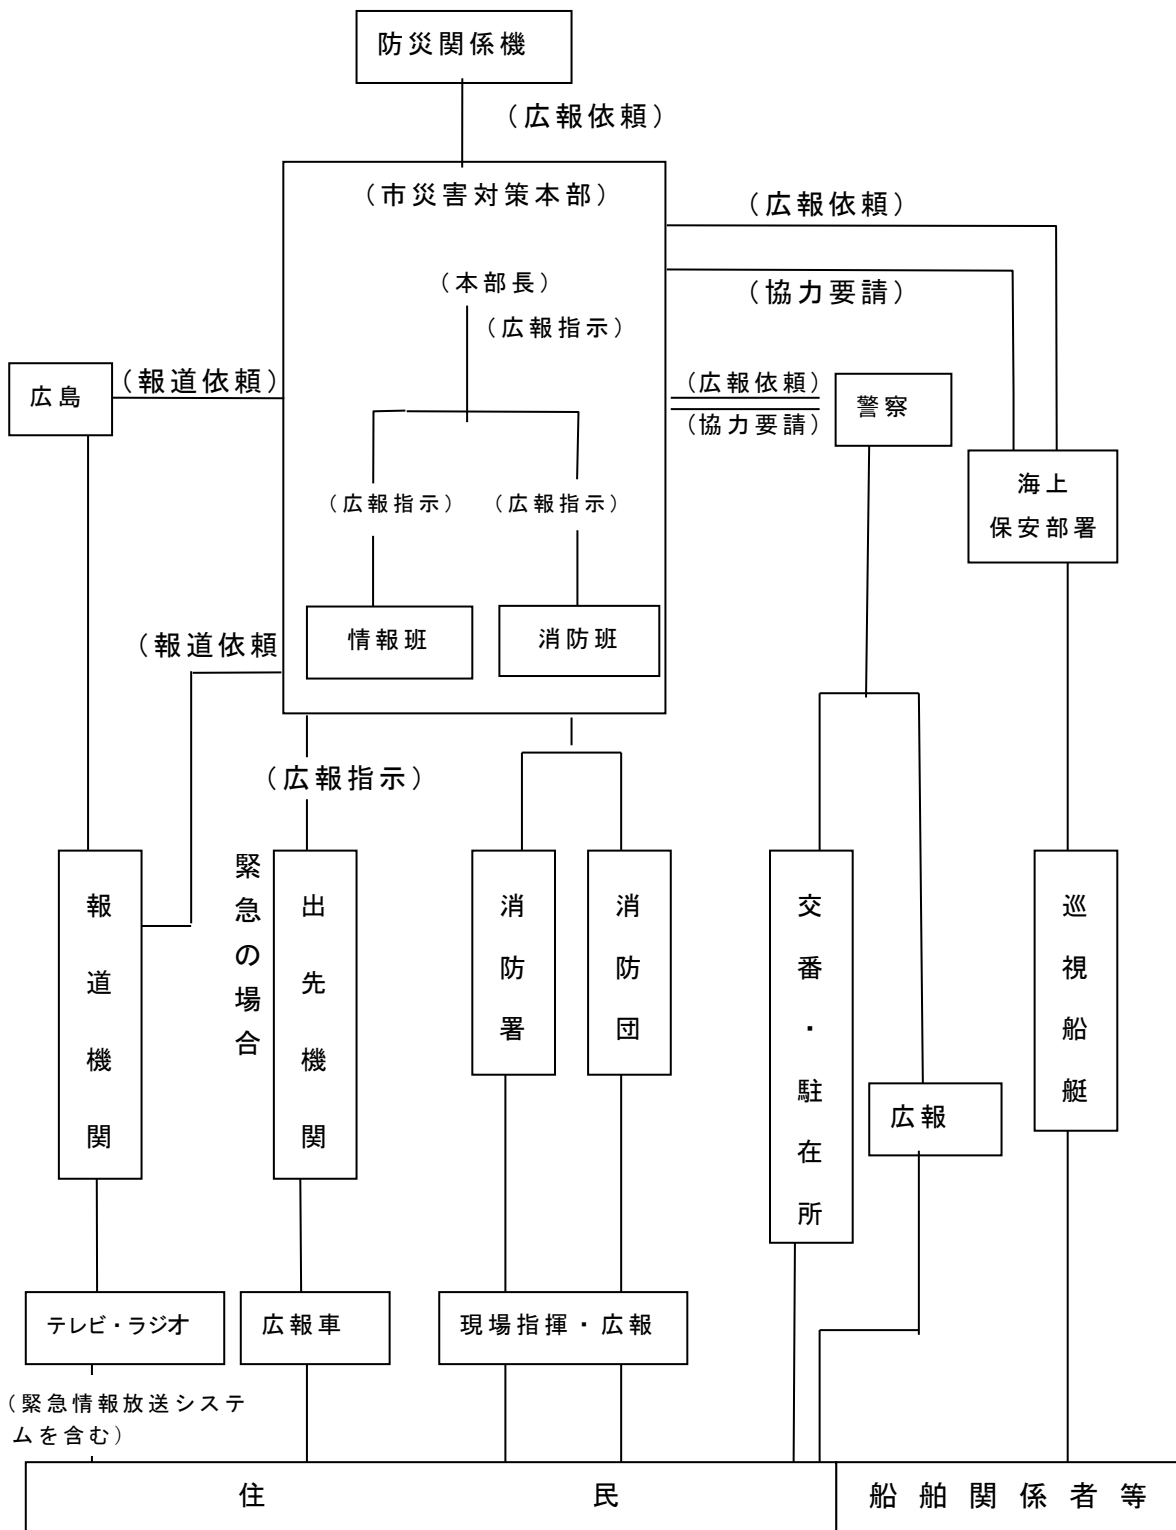 防災関係機
（広報依頼）
（市災害対策本部）
（広報依頼）
（本部長）
（協力要請）
（広報指示）
広島
（報道依頼）
（広報依頼）
（協力要請）
警察
海上
保安部署
（広報指示）
（広報指示）
情報班
消防班
（報道依頼
（広報指示）
緊急の場合
報道機関
出先機関
消防署
消防団
交番・駐在所
広報
巡視船艇
テレビ・ラジオ
広報車
現場指揮・広報
（緊急情報放送システ
ムを含む）
住民
船舶関係者等